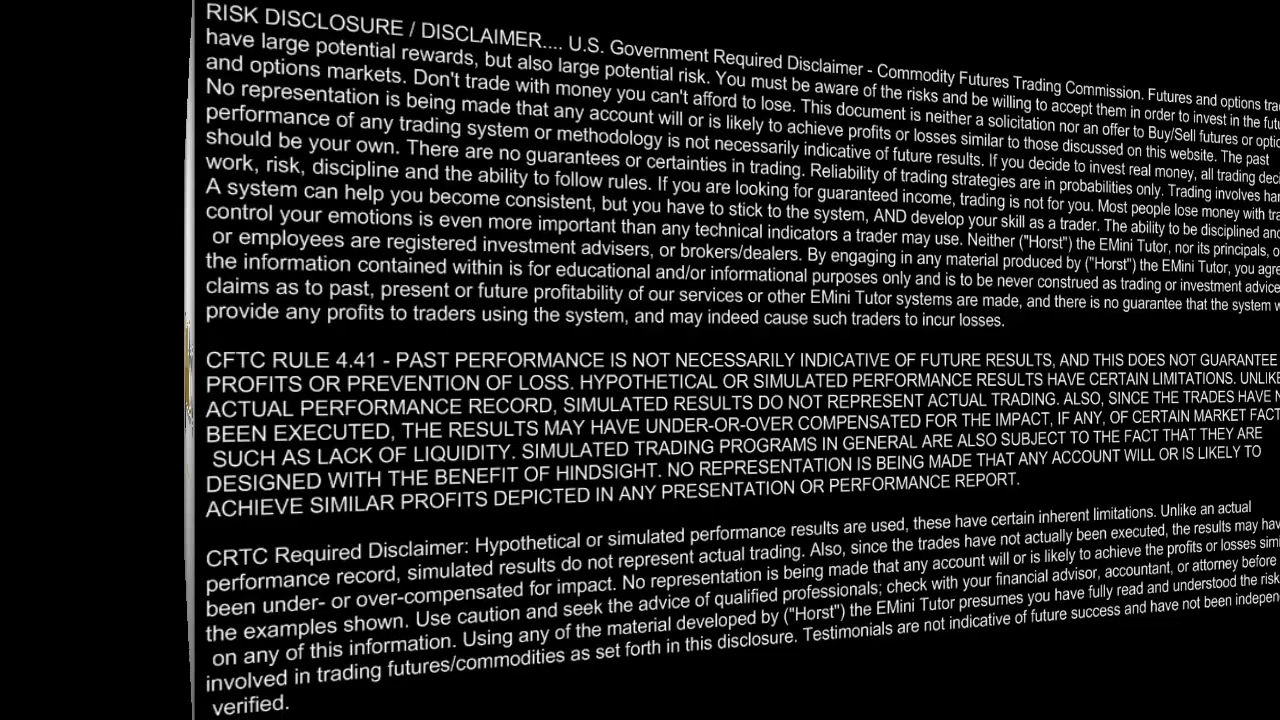 RISK DISCLOSURE / DISCLAIMER.... U.S. Government Required Disclaimer - Commodity Futures Trading Commission. Futures and options
have large potential rewards, but also large potential risk. You must be aware of the risks and be willing to accept them in order to invest in the
and options markets. Don't trade with money you can't afford to lose. This document is neither a solicitation nor an offer to Buy/Sell futures or
No representation is being made that any account will or is likely to achieve profits or losses similar to those discussed on this website. The past
performance of any trading system or methodology is not necessarily indicative of future results. If you decide to invest real money, all trading
should be your own. There are no guarantees or certainties in trading. Reliability of trading strategies are in probabilities only. Trading involves
work, risk, discipline and the ability to follow rules. If you are looking for guaranteed income, trading is not for you. Most people lose money with
A system can help you become consistent, but you have to stick to the system, AND develop your skill as a trader. The ability to be disciplined and
control your emotions is even more important than any technical indicators a trader may use. Neither ("Horst") the EMini Tutor, nor its principals,
or employees are registered investment advisers, or brokers/dealers. By engaging in any material produced by ("Horst") the EMini Tutor, you
the information contained within is for educational and/or informational purposes only and is to be never construed as trading or investment advice
claims as to past, present or future profitability of our services or other EMini Tutor systems are made, and there is no guarantee that the system
provide any profits to traders using the system, and may indeed cause such traders to incur losses.
CFTC RULE 4.41 - PAST PERFORMANCE IS NOT NECESSARILY INDICATIVE OF FUTURE RESULTS, AND THIS DOES NOT GUARANTEE
PROFITS OR PREVENTION OF LOSS. HYPOTHETICAL OR SIMULATED PERFORMANCE RESULTS HAVE CERTAIN LIMITATIONS. UNLIKE
ACTUAL PERFORMANCE RECORD, SIMULATED RESULTS DO NOT REPRESENT ACTUAL TRADING. ALSO, SINCE THE TRADES HAVE
BEEN EXECUTED, THE RESULTS MAY HAVE UNDER-OR-OVER COMPENSATED FOR THE IMPACT, IF ANY, OF CERTAIN MARKET
SUCH AS LACK OF LIQUIDITY. SIMULATED TRADING PROGRAMS IN GENERAL ARE ALSO SUBJECT TO THE FACT THAT THEY ARE
DESIGNED WITH THE BENEFIT OF HINDSIGHT. NO REPRESENTATION IS BEING MADE THAT ANY ACCOUNT WILL OR IS LIKELY TO
ACHIEVE SIMILAR PROFITS DEPICTED IN ANY PRESENTATION OR PERFORMANCE REPORT.
CRTC Required Disclaimer: Hypothetical or simulated performance results are used, these have certain inherent limitations. Unlike an actual
performance record, simulated results do not represent actual trading. Also, since the trades have not actually been executed, the results may
been under- or over-compensated for impact. No representation is being made that any account will or is likely to achieve the profits or losses
the examples shown. Use caution and seek the advice of qualified professionals; check with your financial advisor, accountant, or attorney before
on any of this information. Using any of the material developed by ("Horst") the EMini Tutor presumes you have fully read and understood the
involved in trading futures/commodities as set forth in this disclosure. Testimonials are not indicative of future success and have not been
verified.